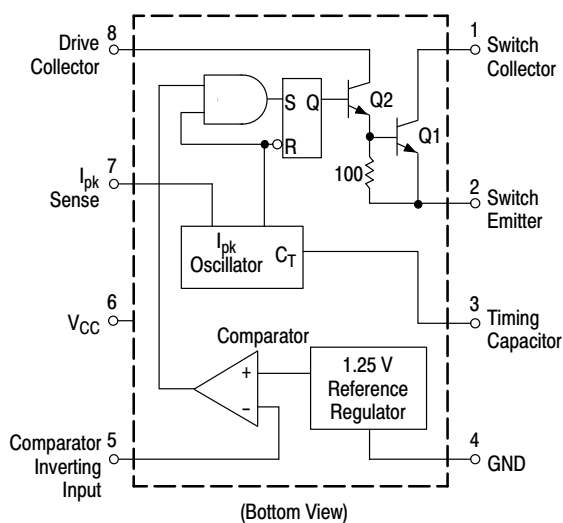 8
Drive
Collector
1
Switch
Collector
S Q
R
Q2
Q1
100
7
Ipk
Sense
2
Switch
Emitter
Ipk
Oscillator
CT
6
VCC
3
Timing
Capacitor
Comparator
+
–
1.25 V
Reference
Regulator
5
Comparator
Inverting
Input
4
GND
(Bottom View)